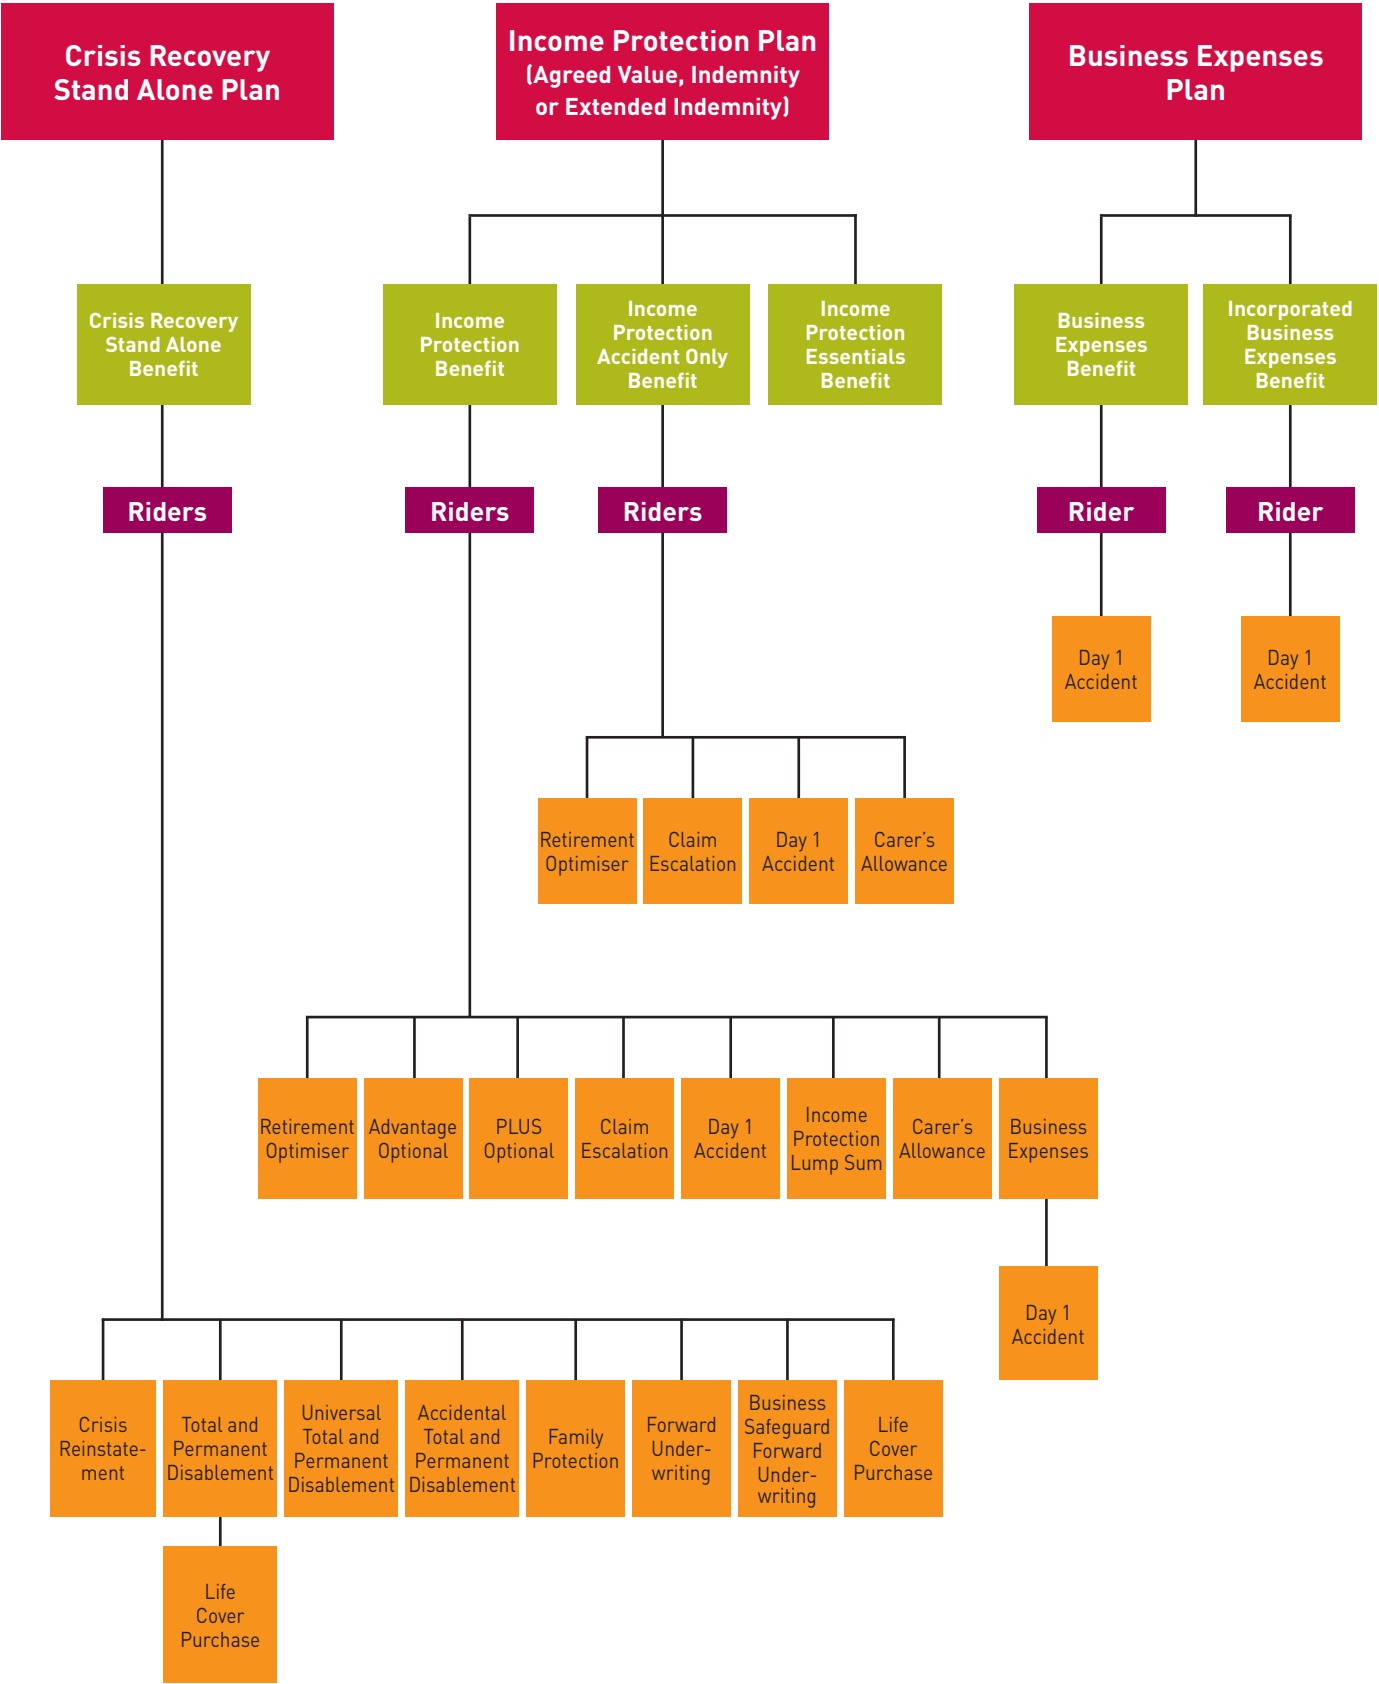 Crisis Recovery
Stand Alone Plan
Income Protection Plan
(Agreed Value, Indemnity
or Extended Indemnity)
Business Expenses
Plan
Crisis Recovery
Stand Alone
Benefit
Income
Protection
Benefit
Income
Protection
Accident Only
Benefit
Income
Protection
Essentials
Benefit
Business
Expenses
Benefit
Incorporated
Business
Expenses
Benefit
Riders
Riders
Riders
Rider
Rider
Day 1
Accident
Day 1
Accident
Retirement
Optimiser
Claim
Escalation
Day 1
Accident
Carer’s
Allowance
Retirement
Optimiser
Advantage
Optional
PLUS
Optional
Claim
Escalation
Day 1
Accident
Income
Protection
Lump Sum
Carer’s
Allowance
Business
Expenses
Day 1
Accident
Crisis
Reinstate-
ment
Total and
Permanent
Disablement
Universal
Total and
Permanent
Disablement
Accidental
Total and
Permanent
Disablement
Family
Protection
Forward
Under-
writing
Business
Safeguard
Forward
Under-
writing
Life
Cover
Purchase
Life
Cover
Purchase